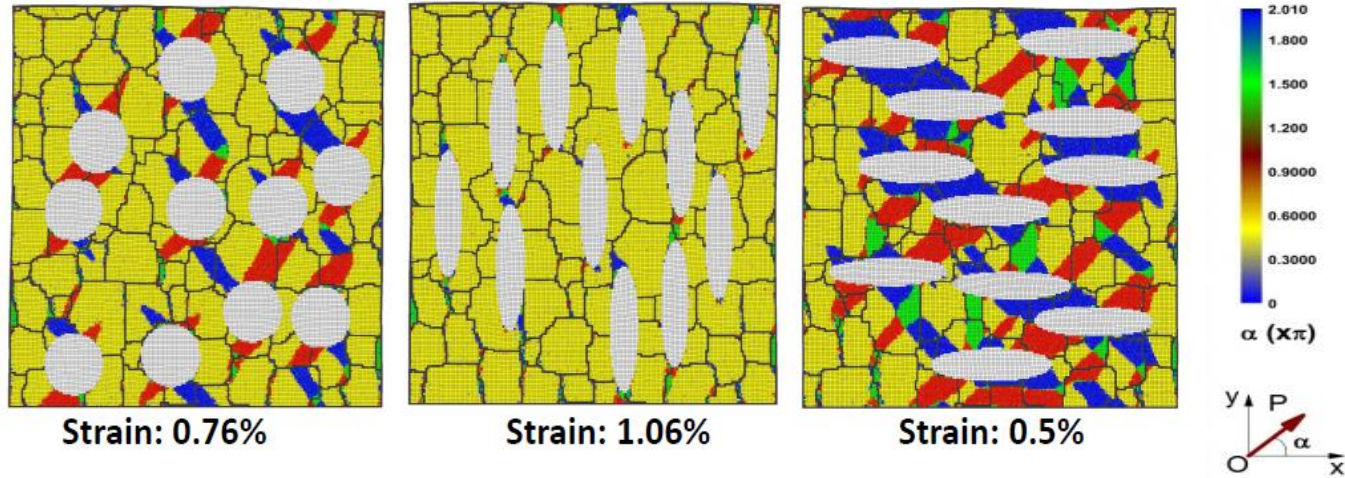 2.010
1.800
1.500
1.200
0.9000
0.6000
0.3000
0
α (xπ)
y
P
α
O
x
Strain: 0.76%
Strain: 1.06%
Strain: 0.5%